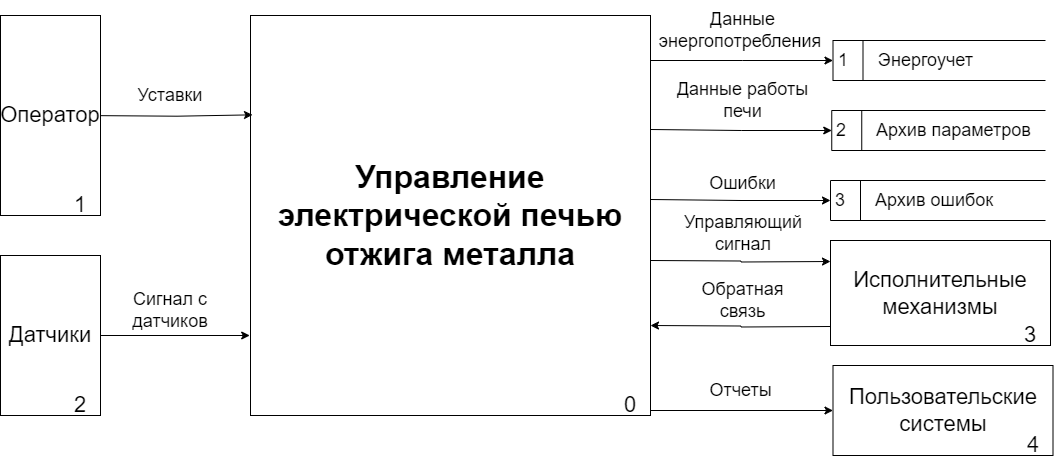 Оператор
1
Датчики
2
Уставки
Сигнал с
датчиков
Управление
электрической печью
отжига металла
0
Данные
энергопотребления
Данные работы
печи
Ошибки
Управляющий
сигнал
Обратная
связь
Отчеты
1 Энергоучет
2 Архив параметров
3 Архив ошибок
Исполнительные
механизмы
3
Пользовательские
системы
4